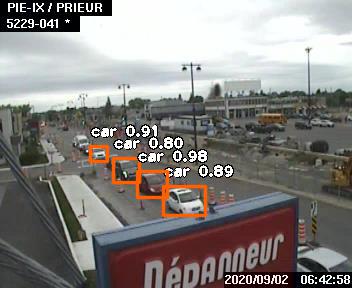 PIE-IX / PRIEUR
5229-041 *
car 0.91
car 0.80
car 0.98
car 0.89
Dépanneur
2020/09/02 06:42:58